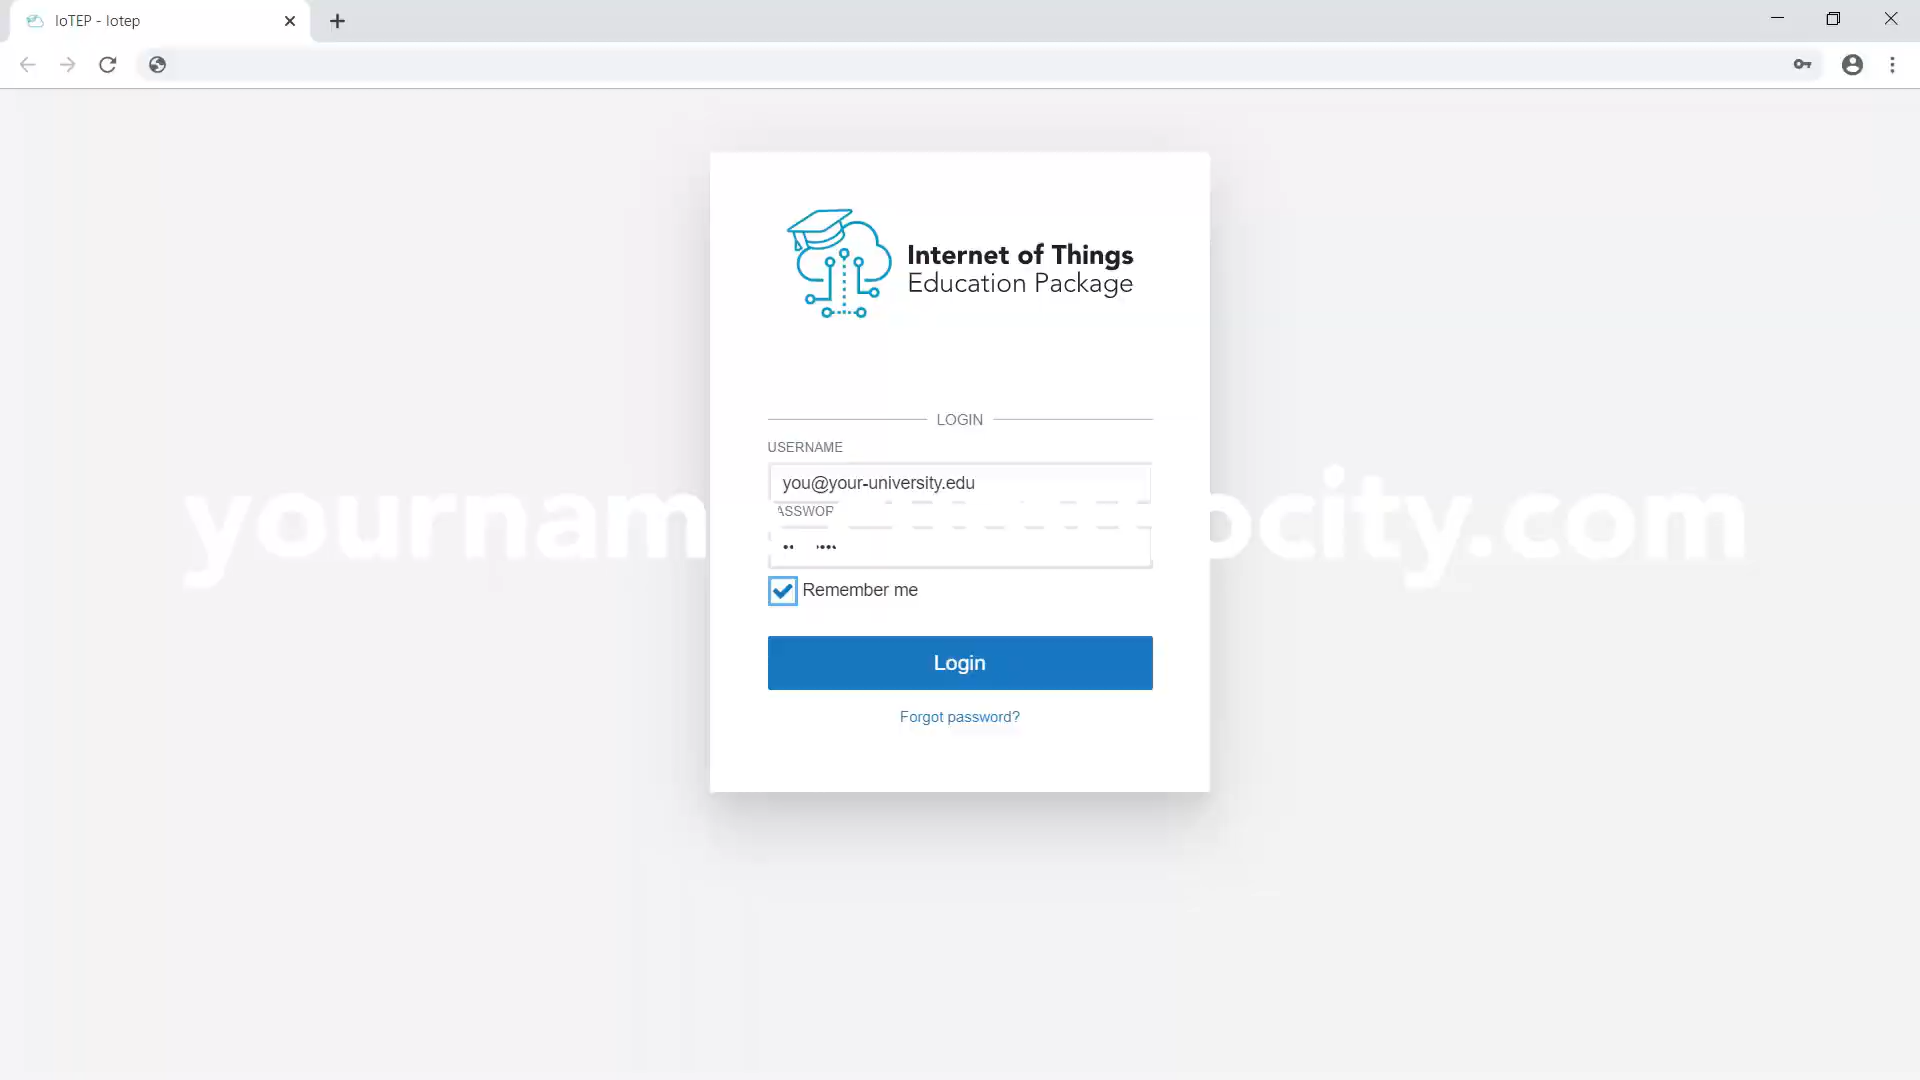 IoTEP - Iotep
Internet of Things
Education Package
LOGIN
USERNAME
you@your-university.edu
Remember me
Login
Forgot password?